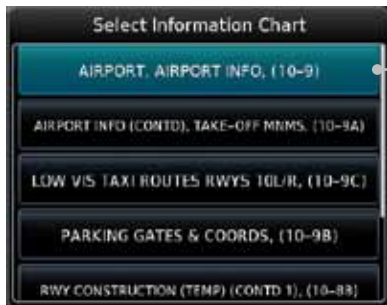 Select Information Chart
AIRPORT, AIRPORT INFO, (10-9)
AIRPORT INFO (CONTD), TAKE-OFF MNMS, (10-9A)
LOW VIS TAXI ROUTES RWYS 10L/R, (10-9C)
PARKING GATES & COORDS, (10-9B)
RWY CONSTRUCTION (TEMP) (CONTD 1), (10-8B)